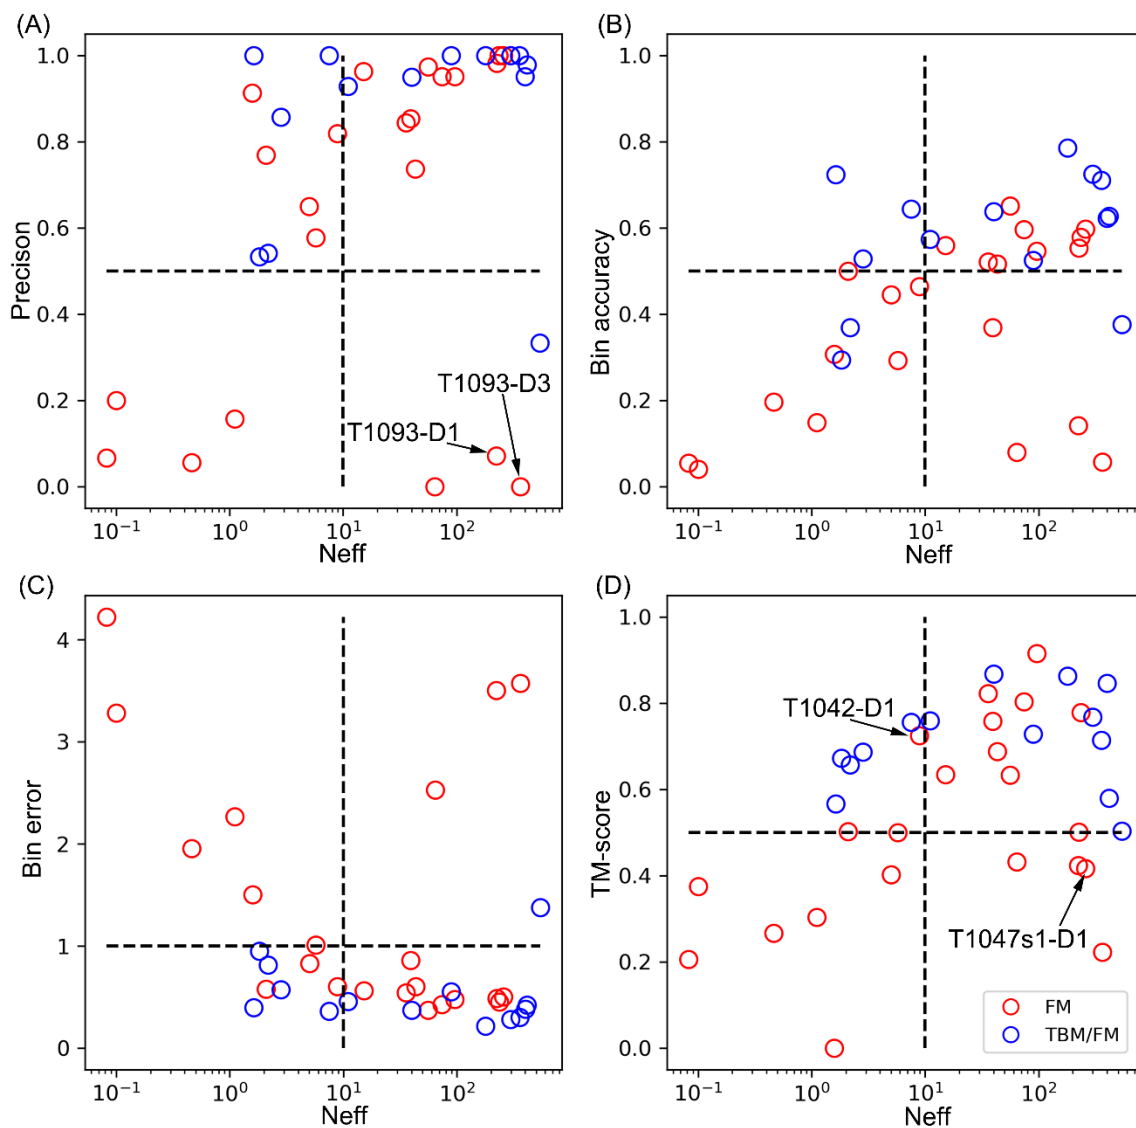 (A)
1.0
0.8
0.6
0.4
0.2
0.0
Precison
T1093-D3
T1093-D1
10⁻¹ 10⁰ 10¹ 10²
Neff
(B)
1.0
0.8
0.6
0.4
0.2
0.0
Bin accuracy
10⁻¹ 10⁰ 10¹ 10²
Neff
(C)
4
3
2
1
0
Bin error
10⁻¹ 10⁰ 10¹ 10²
Neff
(D)
1.0
0.8
0.6
0.4
0.2
0.0
TM-score
T1042-D1
T1047s1-D1
FM
TBM/FM
10⁻¹ 10⁰ 10¹ 10²
Neff